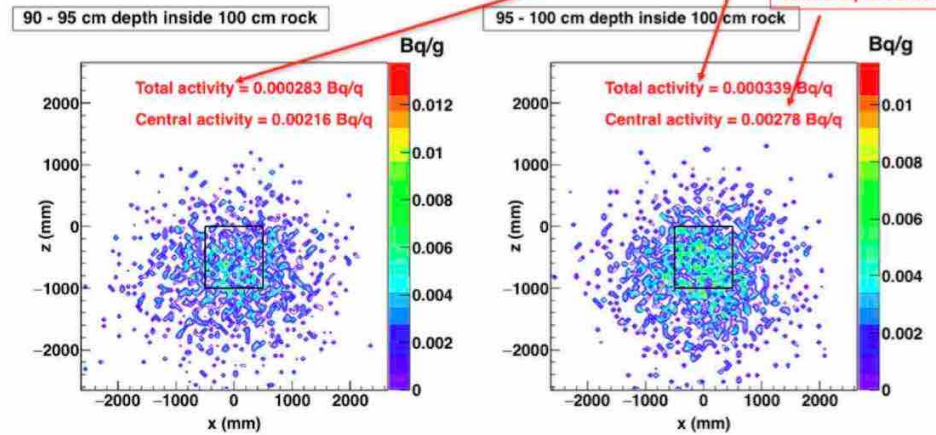 90 - 95 cm depth inside 100 cm rock
95 - 100 cm depth inside 100 cm rock
Bq/g
Total activity = 0.000283 Bq/q
Central activity = 0.00216 Bq/q
2000
1000
0
−1000
−2000
z (mm)
−2000 −1000 0 1000 2000
x (mm)
0.012
0.01
0.008
0.006
0.004
0.002
0
Bq/g
Total activity = 0.000339 Bq/q
Central activity = 0.00278 Bq/q
2000
1000
0
−1000
−2000
z (mm)
−2000 −1000 0 1000 2000
x (mm)
0.01
0.008
0.006
0.004
0.002
0